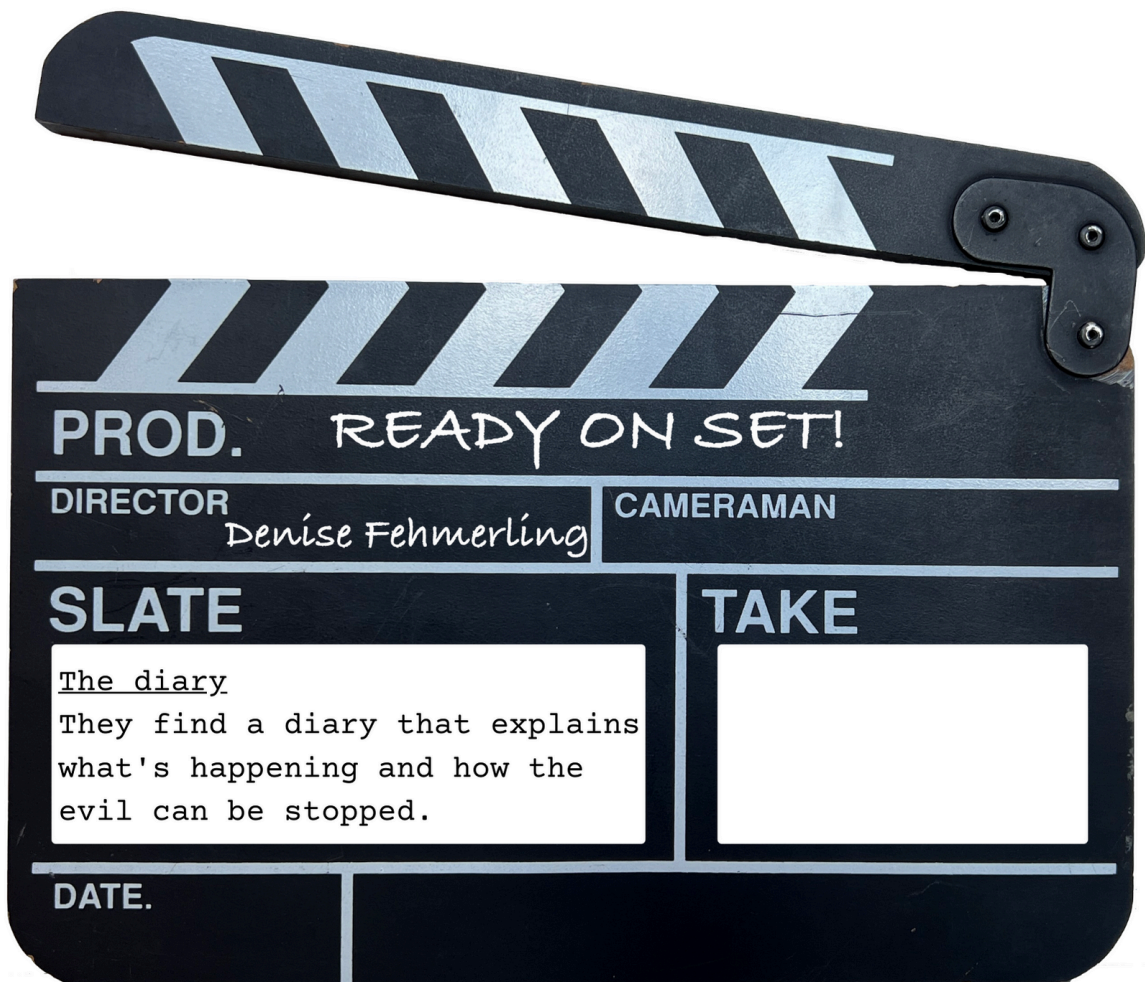 PROD. READY ON SET!
DIRECTOR Denise Fehmerling CAMERAMAN
SLATE TAKE
The diary
They find a diary that explains
what's happening and how the
evil can be stopped.
DATE.